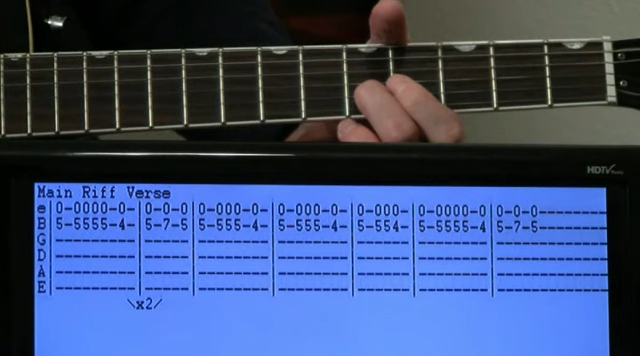 HDTV
Main Riff Verse
e|0-0000-0-|0-0-0|0-000-0-|0-000-0-|0-000-|0-0000-0|0-0-0--------
B|5-5555-4-|5-7-5|5-555-4-|5-555-4-|5-554-|5-5555-4|5-7-5--------
G|---------|-----|--------|--------|------|--------|-------------
D|---------|-----|--------|--------|------|--------|-------------
A|---------|-----|--------|--------|------|--------|-------------
E|---------|-----|--------|--------|------|--------|-------------
\x2/